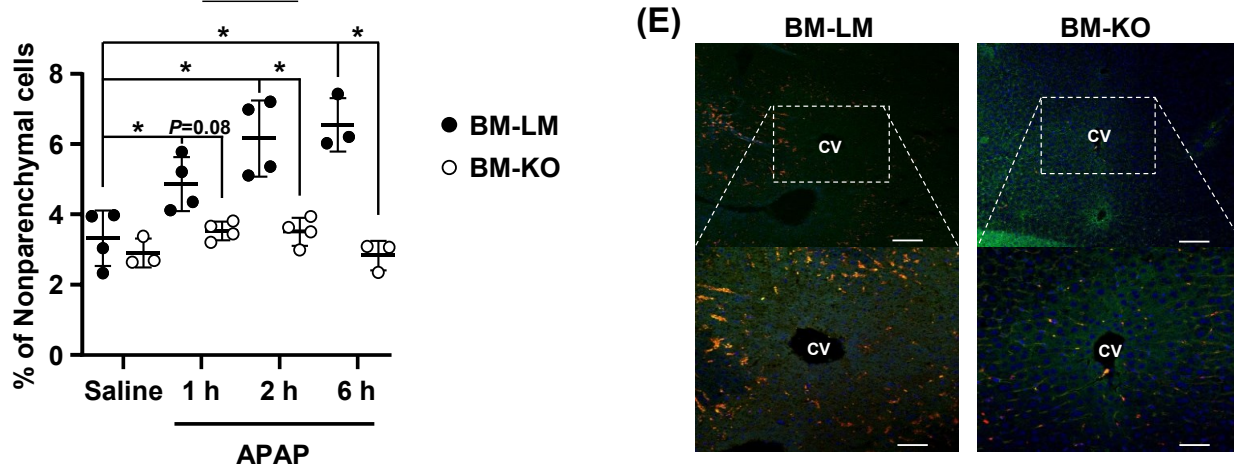 % of Nonparenchymal cells
8
6
4
2
0
*
*
*
*
*
P=0.08
Saline
1 h
2 h
6 h
APAP
BM-LM
BM-KO
(E)
BM-LM
BM-KO
CV
CV
CV
CV